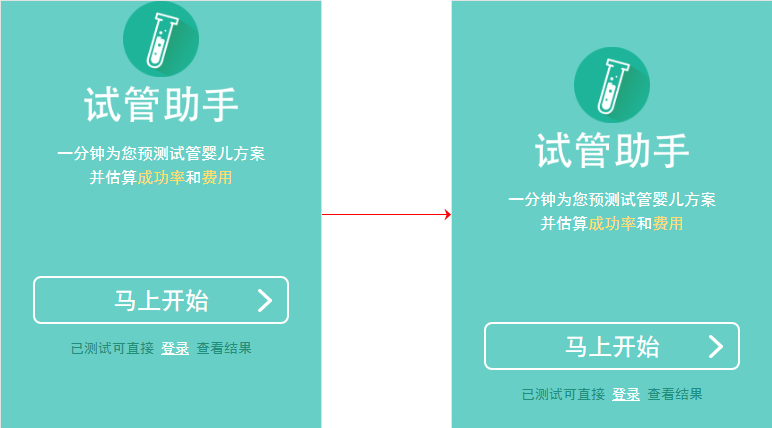 试管助手
一分钟为您预测试管婴儿方案
并估算成功率和费用
马上开始
已测试可直接 登录 查看结果
试管助手
一分钟为您预测试管婴儿方案
并估算成功率和费用
马上开始
已测试可直接 登录 查看结果